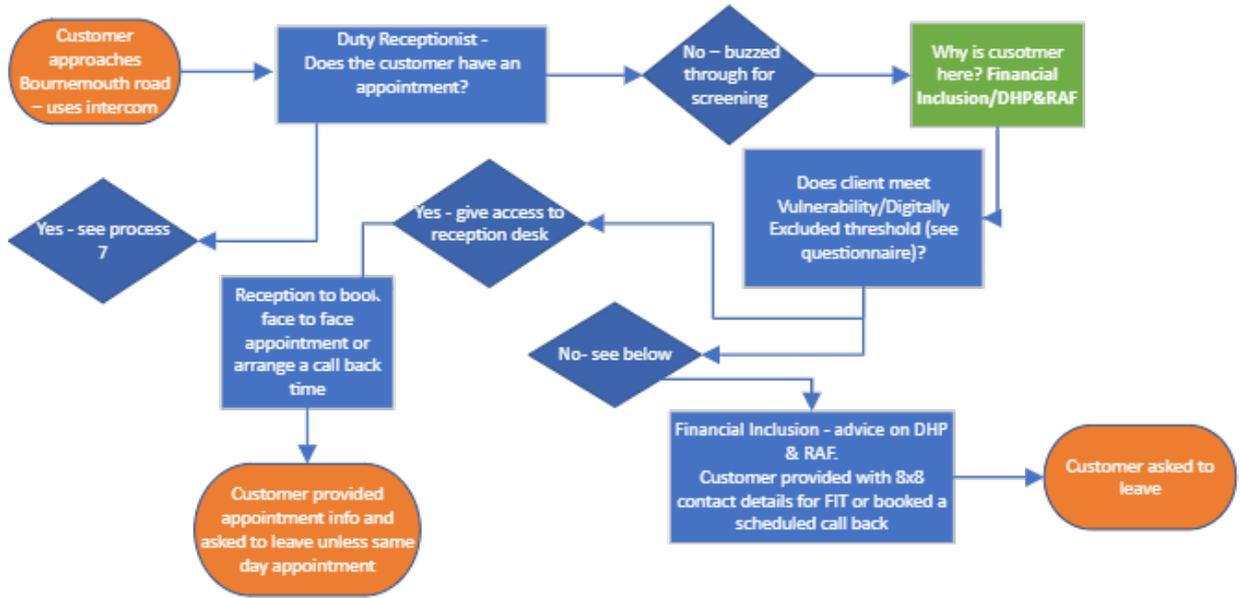 Customer
approaches
Bournemouth road
– uses intercom
Duty Receptionist -
Does the customer have an
appointment?
No – buzzed
through for
screening
Why is cusotmer
here? Financial
Inclusion/DHP&RAF
Does client meet
Vulnerability/Digitally
Excluded threshold (see
questionnaire)?
Yes - give access to
reception desk
Yes - see process
7
Reception to book
face to face
appointment or
arrange a call back
time
No- see below
Financial Inclusion - advice on DHP
& RAF.
Customer provided with 8x8
contact details for FIT or booked a
scheduled call back
Customer asked to
leave
Customer provided
appointment info and
asked to leave unless same
day appointment